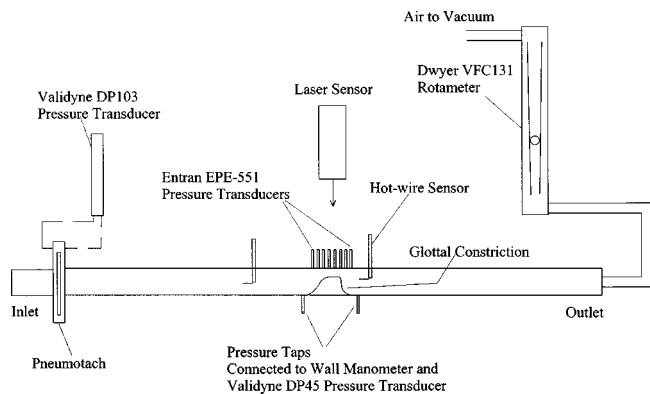 Air to Vacuum
Dwyer VFC131
Rotameter
Validyne DP103
Pressure Transducer
Laser Sensor
Entran EPE-551
Pressure Transducers
Hot-wire Sensor
Glottal Constriction
Inlet
Outlet
Pneumotach
Pressure Taps
Connected to Wall Manometer and
Validyne DP45 Pressure Transducer